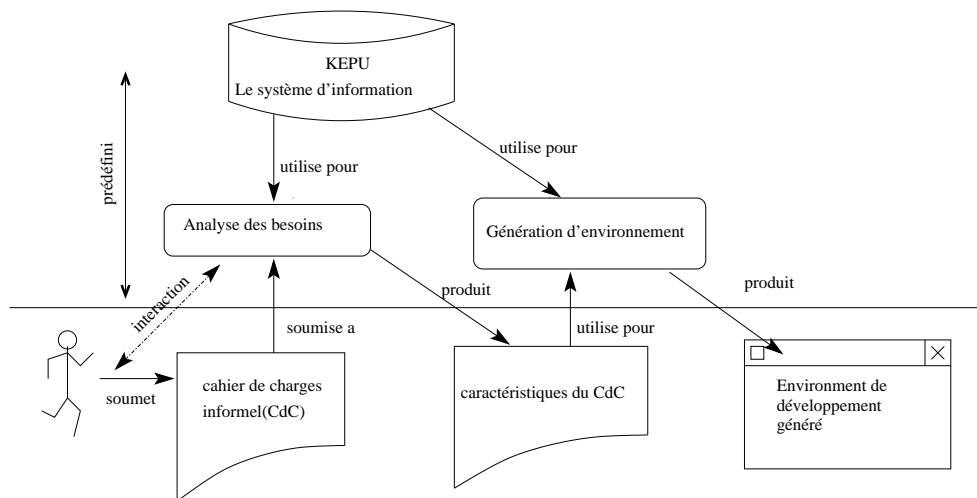 KEPU
Le système d'information
prédéfini
utilise pour
utilise pour
Analyse des besoins
Génération d'environnement
interaction
produit
produit
soumise a
utilise pour
soumet
cahier de charges
informel(CdC)
caractéristiques du CdC
Environment de
développement
généré